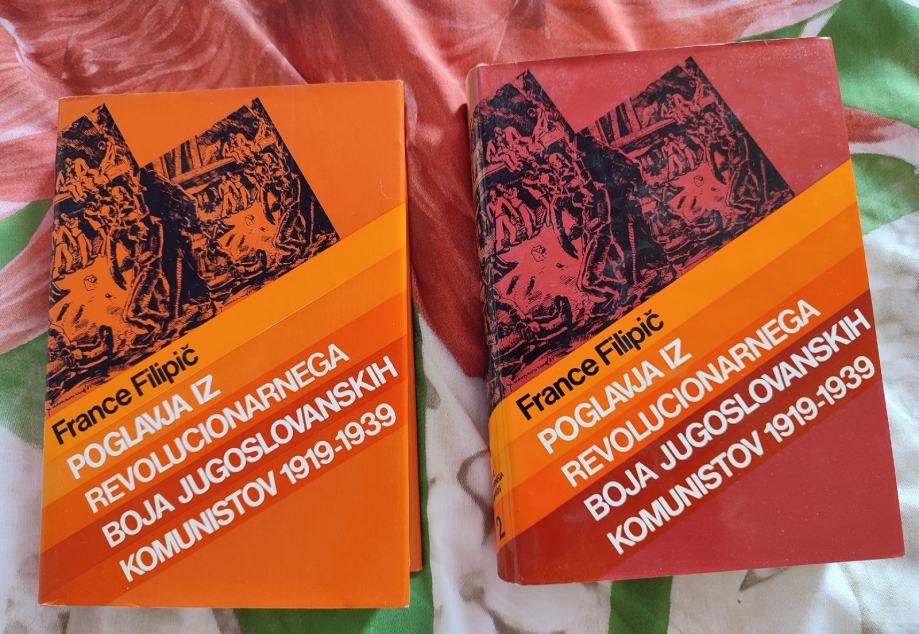 France Filipič
POGLAVJA IZ
REVOLUCIONARNEGA
BOJA JUGOSLOVANSKIH
KOMUNISTOV 1919-1939
France Filipič
POGLAVJA IZ
REVOLUCIONARNEGA
BOJA JUGOSLOVANSKIH
KOMUNISTOV 1919-1939
2